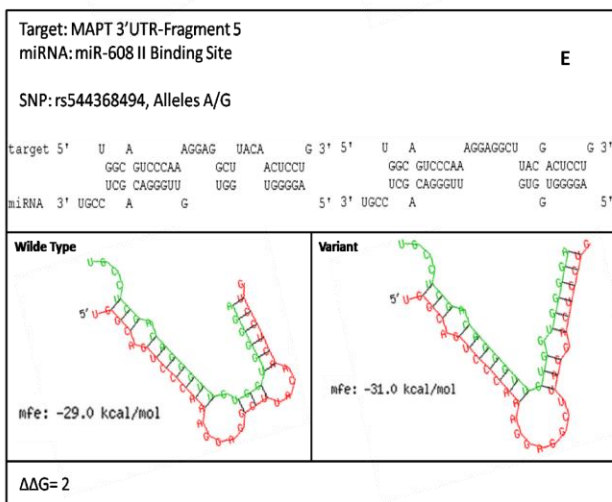 Target: MAPT 3'UTR-Fragment 5
miRNA: miR-608 II Binding Site
E
SNP: rs544368494, Alleles A/G
target 5' U A AGGAG UACA G 3' 5' U A AGGAGGCU G G 3'
GGC GUCCCAA GCU ACUCCU GGC GUCCCAA UAC ACUCCU
UCG CAGGGUU UGG UGGGGA UCG CAGGGUU GUG UGGGGA
miRNA 3' UGCC A G 5' 3' UGCC A G 5'
Wilde Type
5'
mfe: -29.0 kcal/mol
Variant
5'
mfe: -31.0 kcal/mol
ΔΔG= 2